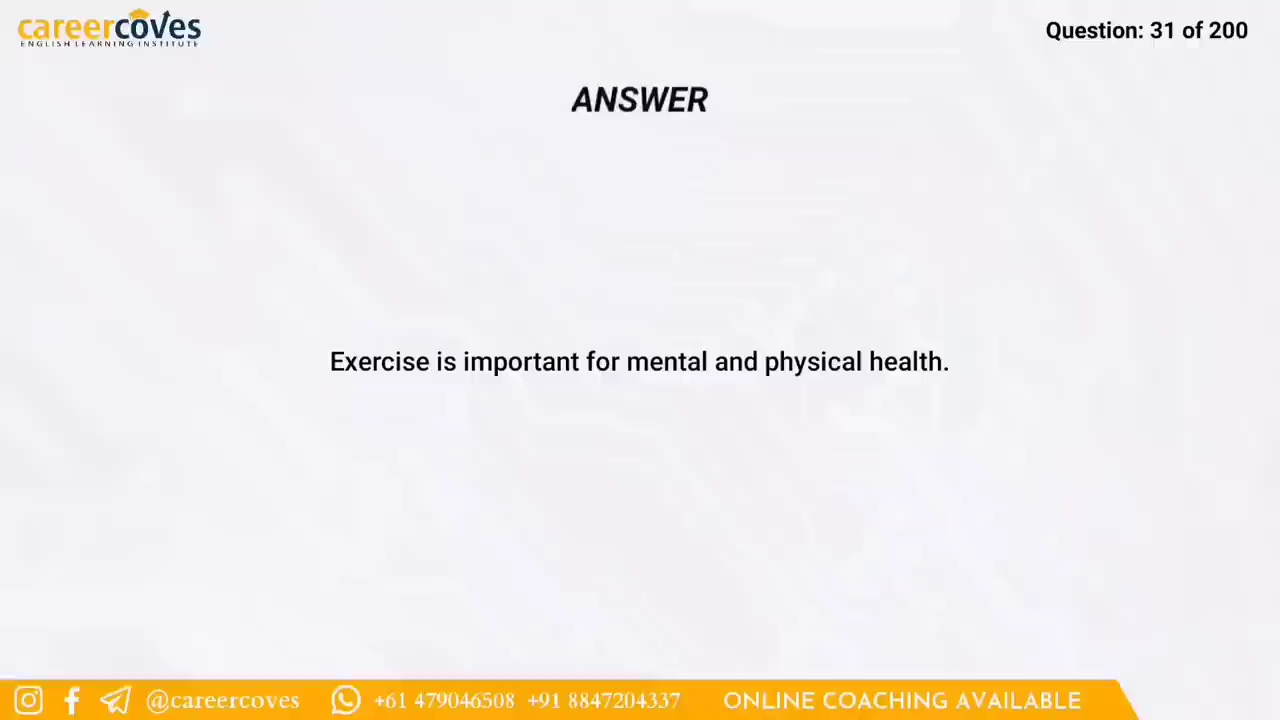 careercoves
ENGLISH LEARNING INSTITUTE
Question: 31 of 200
ANSWER
Exercise is important for mental and physical health.
@careercoves +61 479046508 +91 8847204337 ONLINE COACHING AVAILABLE